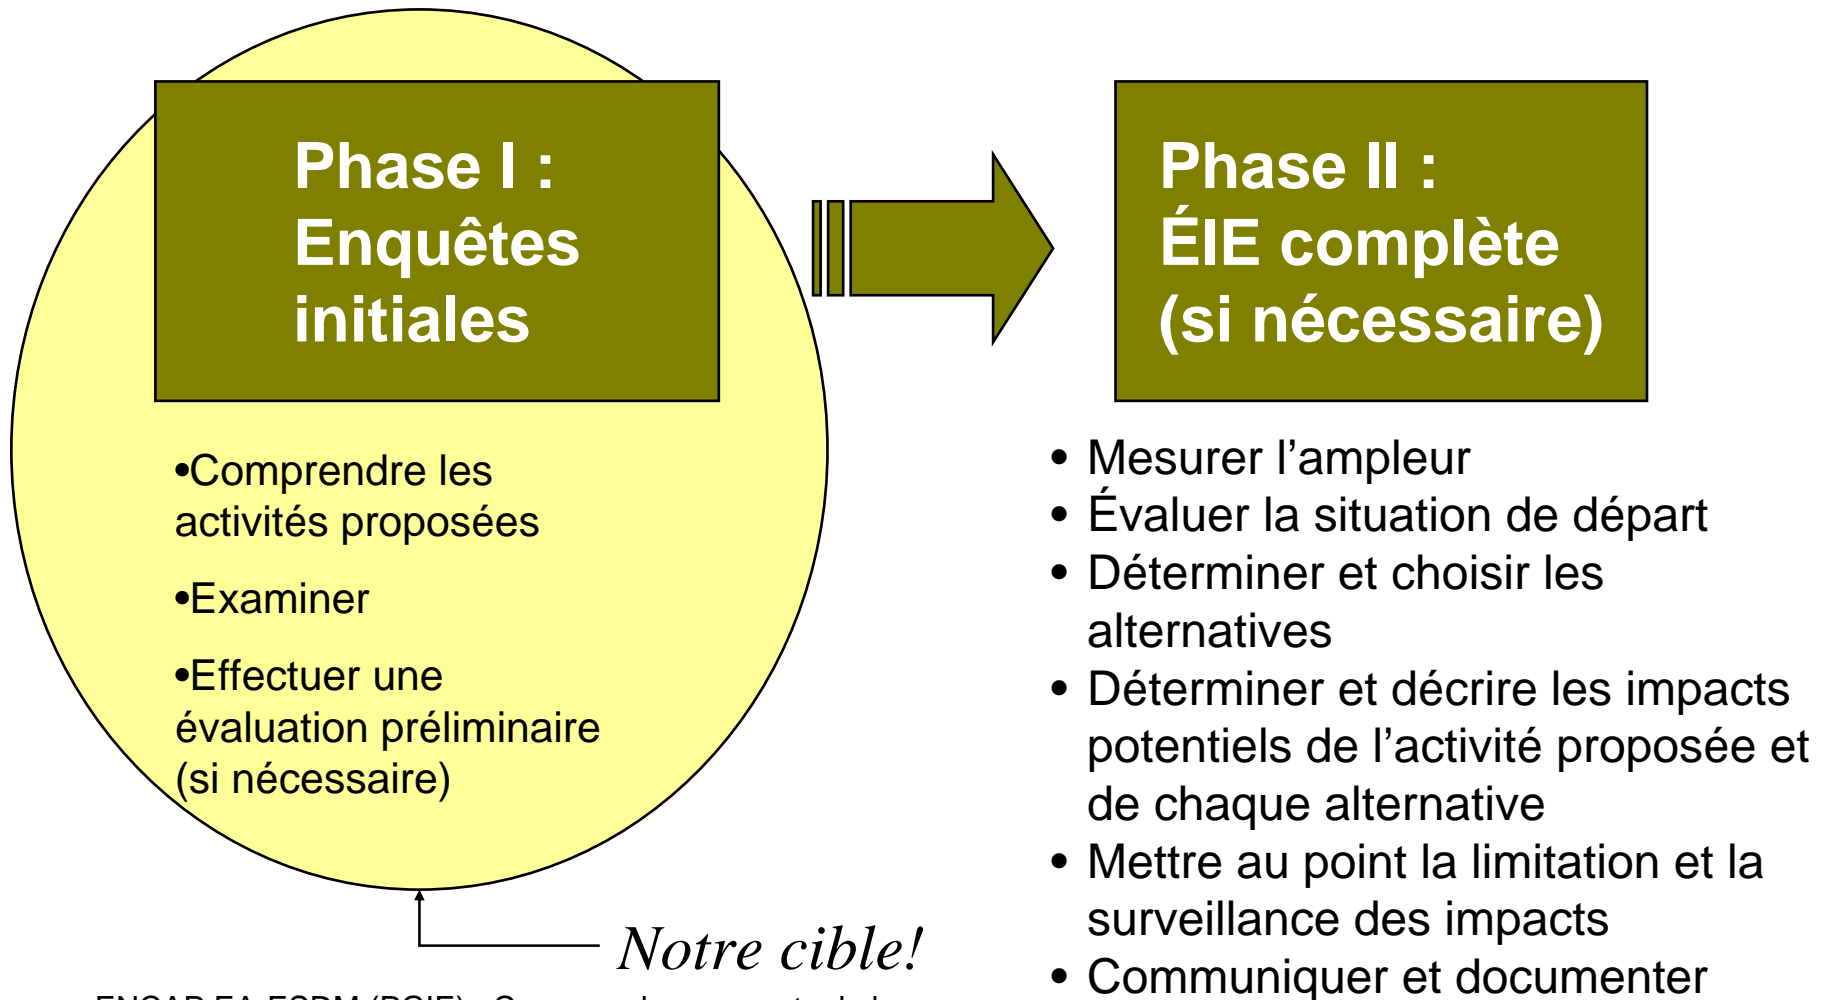 Phase I :
Enquêtes
initiales
•Comprendre les
activités proposées
•Examiner
•Effectuer une
évaluation préliminaire
(si nécessaire)
Notre cible!
Phase II :
ÉIE complète
(si nécessaire)
• Mesurer l’ampleur
• Évaluer la situation de départ
• Déterminer et choisir les
alternatives
• Déterminer et décrire les impacts
potentiels de l’activité proposée et
de chaque alternative
• Mettre au point la limitation et la
surveillance des impacts
• Communiquer et documenter